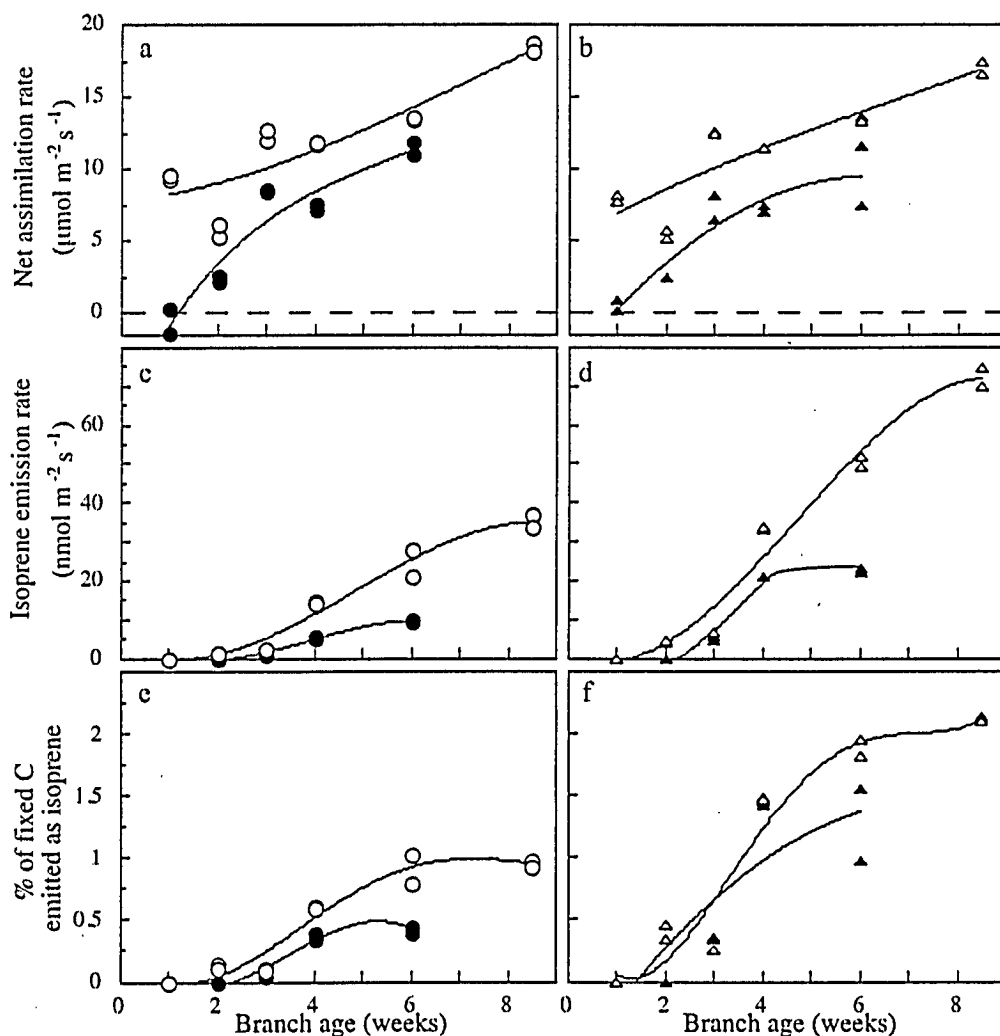 20
15
10
5
0
Net assimilation rate
(μmol m-2 s-1)
a
b
60
40
20
0
Isoprene emission rate
(nmol m-2 s-1)
c
d
2
1.5
1
0.5
0
% of fixed C
emitted as isoprene
e
f
0 2 4 6 8
2 4 6 8
Branch age (weeks)
Branch age (weeks)